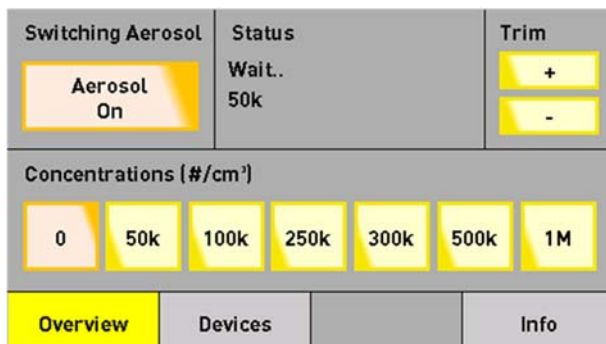 Switching Aerosol
Aerosol
On
Status
Wait..
50k
Trim
+
-
Concentrations (#/cm³)
0 50k 100k 250k 300k 500k 1M
Overview Devices Info